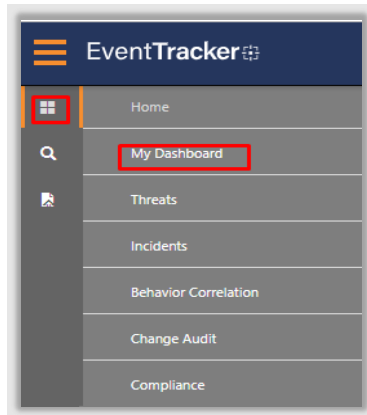 EventTracker
Home
My Dashboard
Threats
Incidents
Behavior Correlation
Change Audit
Compliance